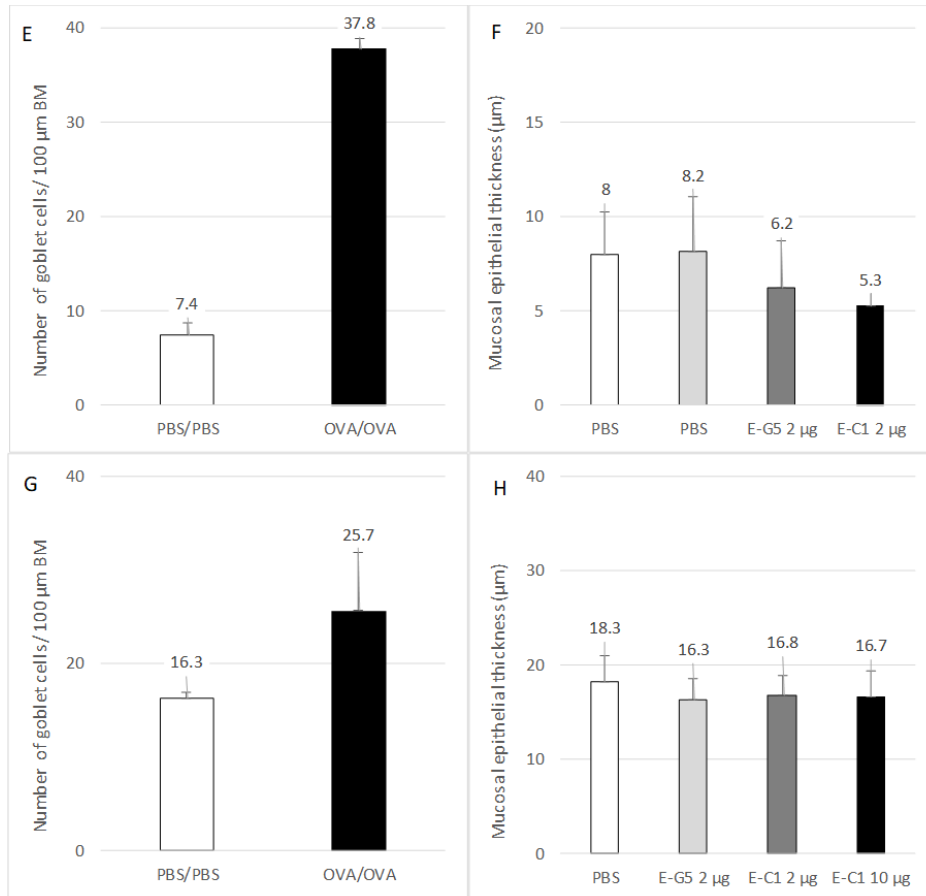 E
Number of goblet cells/ 100 µm BM
40
30
20
10
0
7.4
37.8
PBS/PBS
OVA/OVA
F
Mucosal epithelial thickness (µm)
20
15
10
5
0
8
8.2
6.2
5.3
PBS
PBS
E-G5 2 µg
E-C1 2 µg
G
Number of goblet cells/ 100 µm BM
40
20
0
16.3
25.7
PBS/PBS
OVA/OVA
H
Mucosal epithelial thickness (µm)
40
30
20
10
0
18.3
16.3
16.8
16.7
PBS
E-G5 2 µg
E-C1 2 µg
E-C1 10 µg